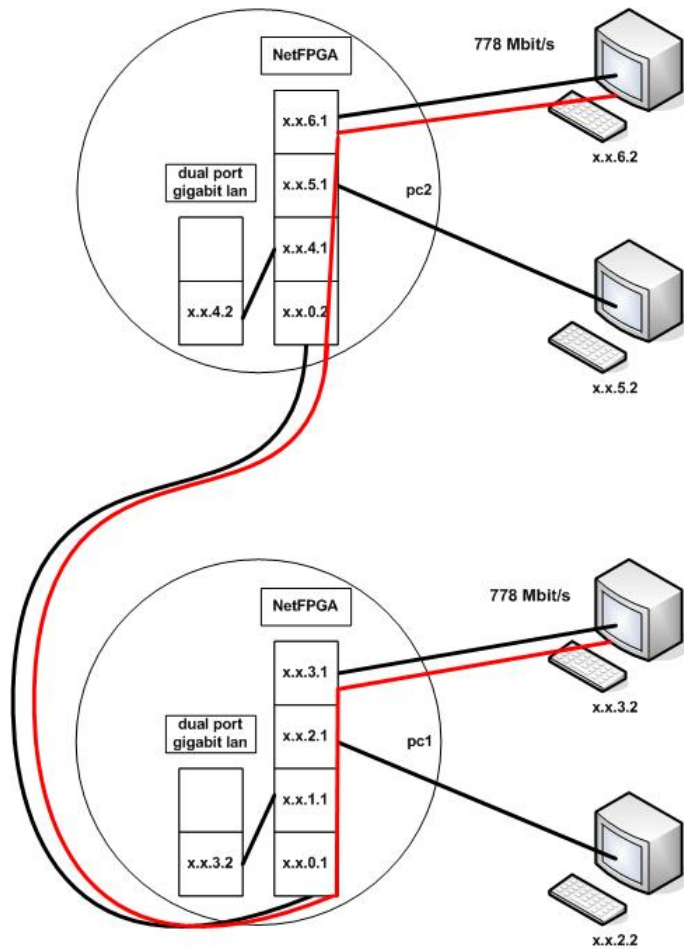 778 Mbit/s
NetFPGA
x.x.6.1
x.x.6.2
dual port
gigabit lan
x.x.5.1
pc2
x.x.4.1
x.x.4.2
x.x.0.2
x.x.5.2
NetFPGA
778 Mbit/s
x.x.3.1
x.x.3.2
dual port
gigabit lan
x.x.2.1
pc1
x.x.1.1
x.x.3.2
x.x.0.1
x.x.2.2